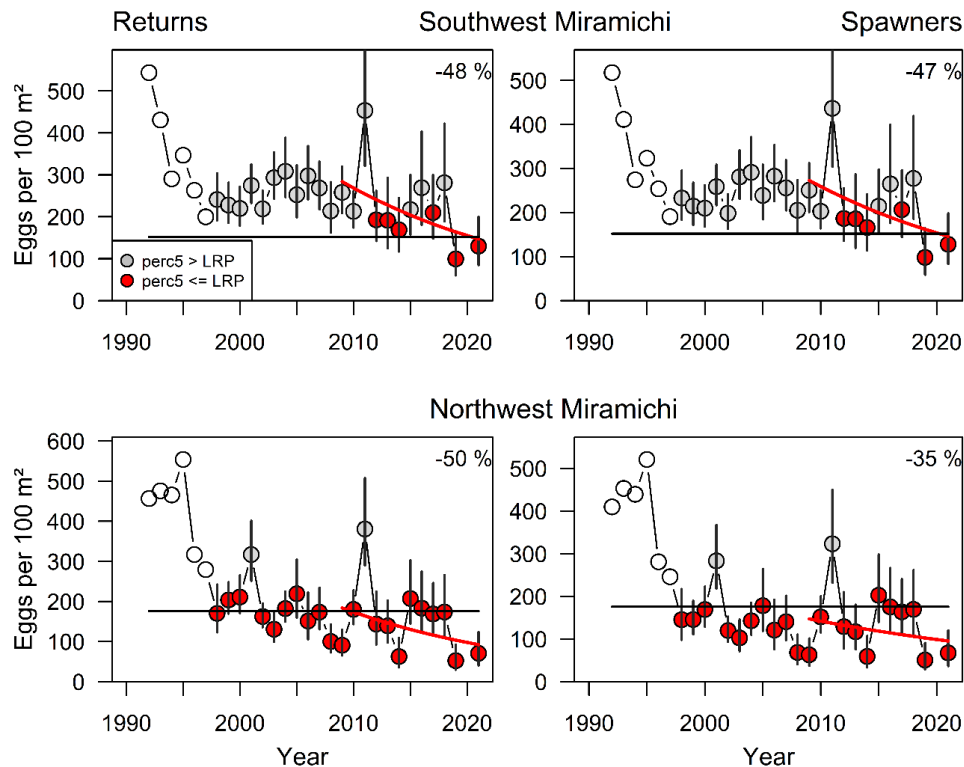 Returns Southwest Miramichi Spawners
-48 %
-47 %
Eggs per 100 m²
500
400
300
200
100
0
perc5 > LRP
perc5 <= LRP
1990 2000 2010 2020
500
400
300
200
100
0
1990 2000 2010 2020
Northwest Miramichi
-50 %
-35 %
Eggs per 100 m²
600
500
400
300
200
100
0
1990 2000 2010 2020
Year
500
400
300
200
100
0
1990 2000 2010 2020
Year